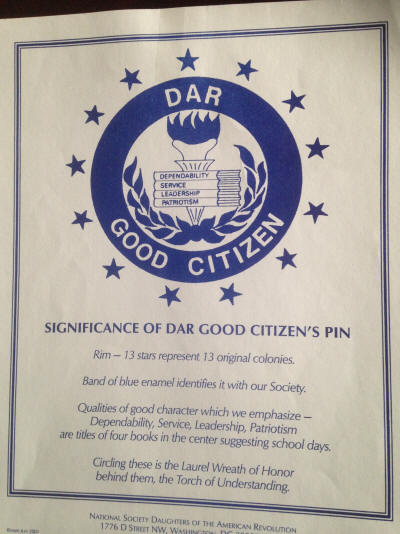 DAR
DEPENDABILITY
SERVICE
LEADERSHIP
PATRIOTISM
GOOD CITIZEN
SIGNIFICANCE OF DAR GOOD CITIZEN'S PIN
Rim — 13 stars represent 13 original colonies.
Band of blue enamel identifies it with our Society.
Qualities of good character which we emphasize —
Dependability, Service, Leadership, Patriotism
are titles of four books in the center suggesting school days.
Circling these is the Laurel Wreath of Honor
behind them, the Torch of Understanding.
NATIONAL SOCIETY DAUGHTERS OF THE AMERICAN REVOLUTION
1776 D STREET NW, WASHINGTON, DC